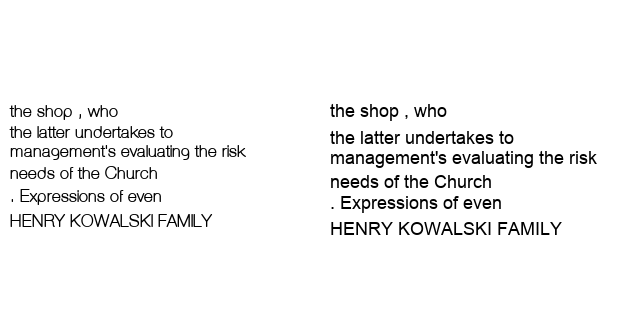 the shop , who
the latter undertakes to
management's evaluating the risk
needs of the Church
. Expressions of even
HENRY KOWALSKI FAMILY
the shop , who
the latter undertakes to
management's evaluating the risk
needs of the Church
. Expressions of even
HENRY KOWALSKI FAMILY